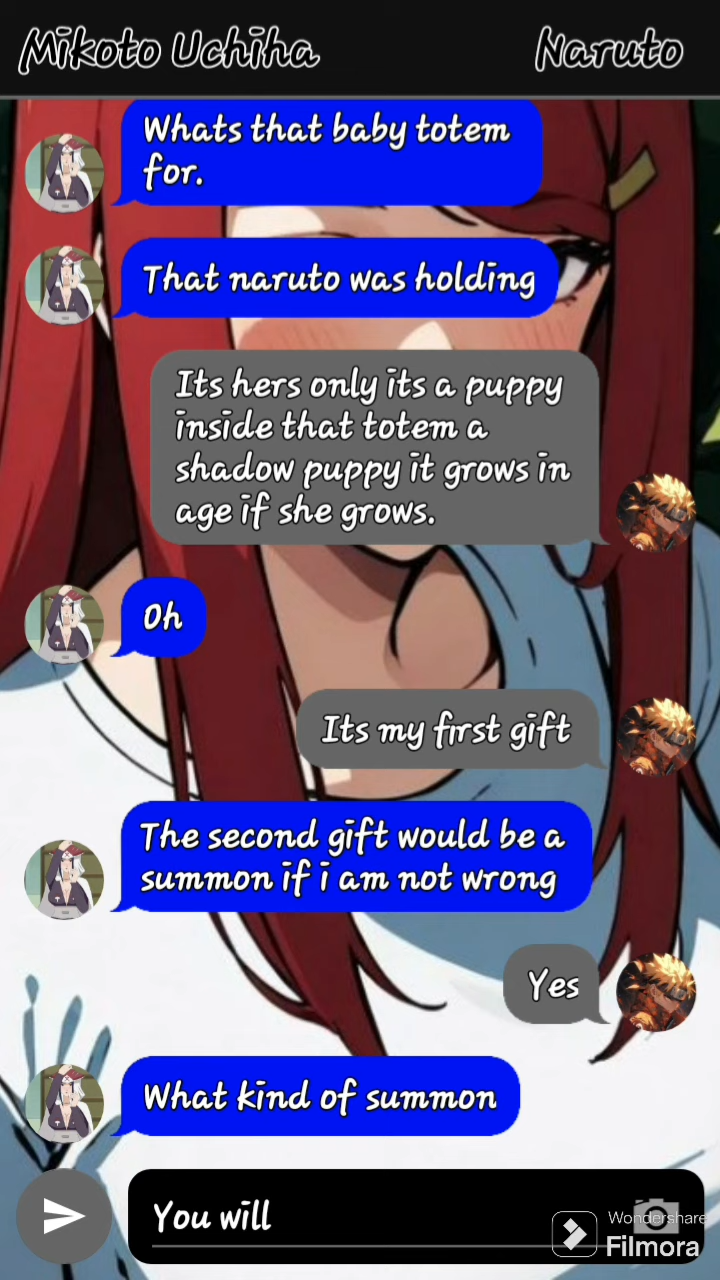 Mikoto Uchiha
Naruto
Whats that baby totem
for.
That naruto was holding
Its hers only its a puppy
inside that totem a
shadow puppy it grows in
age if she grows.
Oh
Its my first gift
The second gift would be a
summon if i am not wrong
Yes
What kind of summon
You will
Wondershare
Filmora